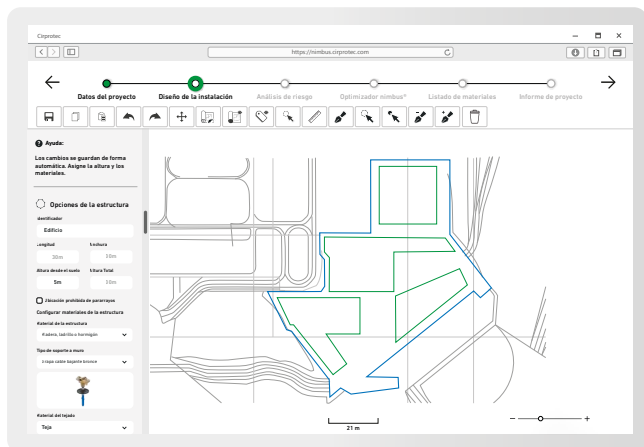 Cirprotec
https://nimbus.cirprotec.com
Datos del proyecto
Diseño de la instalación
Análisis de riesgo
Optimizador nimbus®
Listado de materiales
Informe de proyecto
Ayuda:
Los cambios se guardan de forma
automática. Asigne la altura y los
materiales.
Opciones de la estructura
Identificador
Edificio
Longitud
Anchura
30m
Altura desde el suelo
Altura Total
5m
Ubicación prohibida de pararrayos
Configurar materiales de la estructura
Material de la estructura
Madera, ladrillo u hormigón
Tipo de soporte a muro
Grapa cable bajante bronce
Material del tejado
Teja
21 m